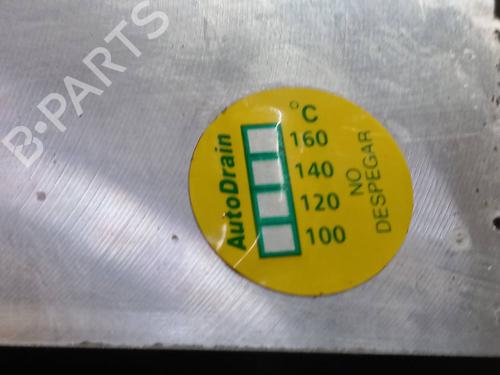 B-PARTS
AutoDrain
°C
160
140
120
100
NO
DESPEGAR